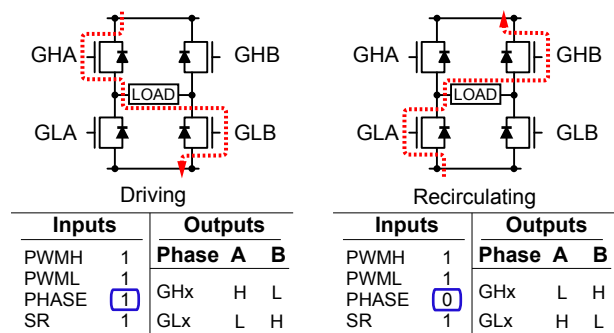 GHA GHB
LOAD
GLA GLB
Driving
Inputs Outputs
PWMH 1 Phase A B
PWML 1
PHASE 1 GHx H L
SR 1 GLx L H
GHB
LOAD
GLA GLB
Recirculating
Inputs Outputs
PWMH 1 Phase A B
PWML 1
PHASE 0 GHx L H
SR 1 GLx H L